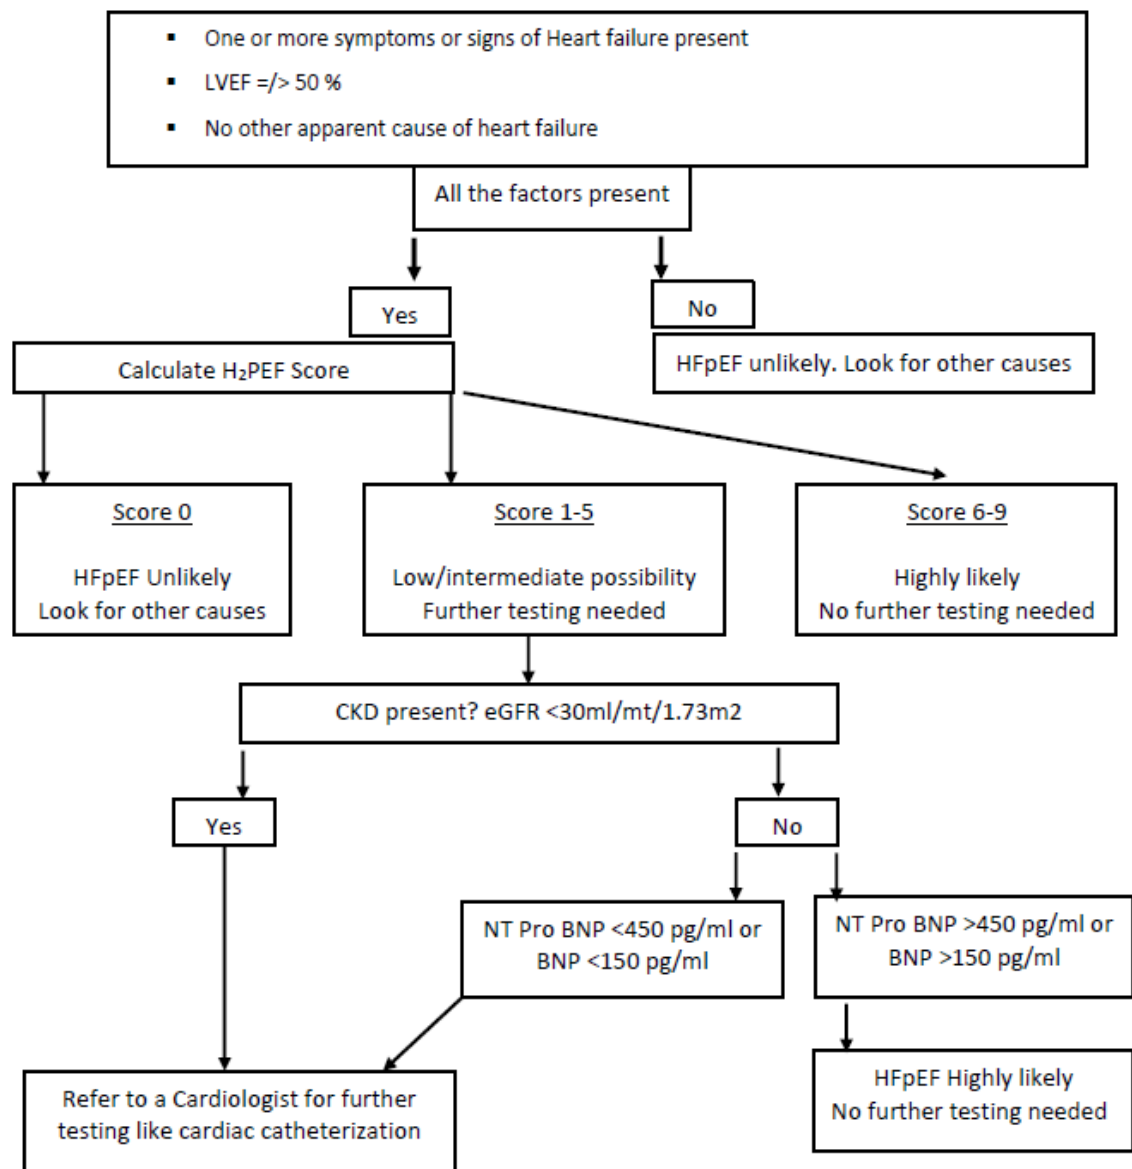 ▪ One or more symptoms or signs of Heart failure present
▪ LVEF =/> 50 %
▪ No other apparent cause of heart failure
All the factors present
Yes
No
Calculate H₂PEF Score
HFpEF unlikely. Look for other causes
Score 0
HFpEF Unlikely
Look for other causes
Score 1-5
Low/intermediate possibility
Further testing needed
Score 6-9
Highly likely
No further testing needed
CKD present? eGFR <30ml/mt/1.73m2
Yes
No
NT Pro BNP <450 pg/ml or
BNP <150 pg/ml
NT Pro BNP >450 pg/ml or
BNP >150 pg/ml
Refer to a Cardiologist for further
testing like cardiac catheterization
HFpEF Highly likely
No further testing needed